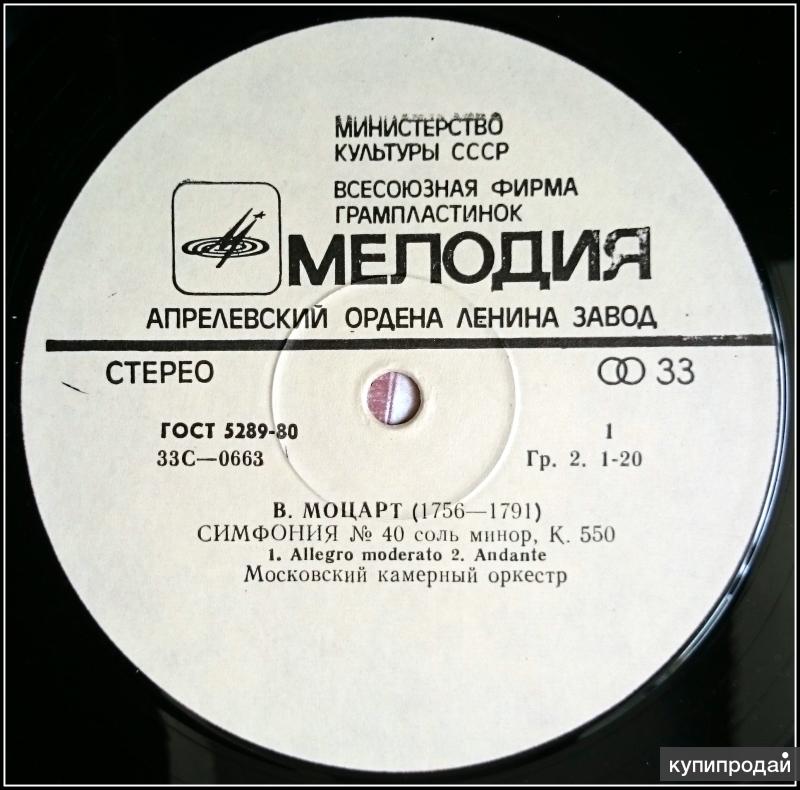 МИНИСТЕРСТВО
КУЛЬТУРЫ СССР
ВСЕСОЮЗНАЯ ФИРМА
ГРАМПЛАСТИНОК
МЕЛОДИЯ
АПРЕЛЕВСКИЙ ОРДЕНА ЛЕНИНА ЗАВОД
СТЕРЕО 33
ГОСТ 5289-80 1
33С—0663 Гр. 2. 1-20
В. МОЦАРТ (1756—1791)
СИМФОНИЯ № 40 соль минор, К. 550
1. Allegro moderato 2. Andante
Московский камерный оркестр
купипродай